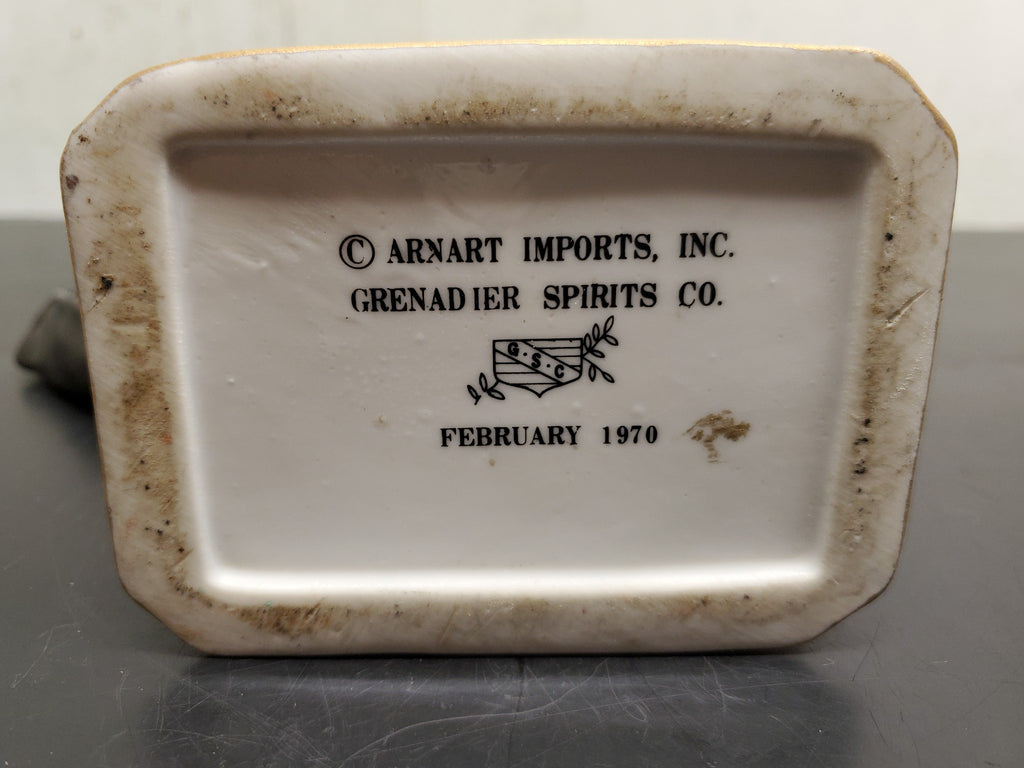 © ARNART IMPORTS, INC.
GRENADIER SPIRITS CO.
G·S·C
FEBRUARY 1970